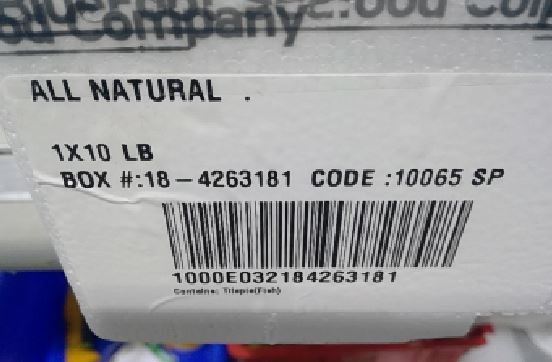 od Company
ALL NATURAL .
1X10 LB
BOX #:18-4263181 CODE :10065 SP
1000E032184263181
Contains: Tilapia(Fish)